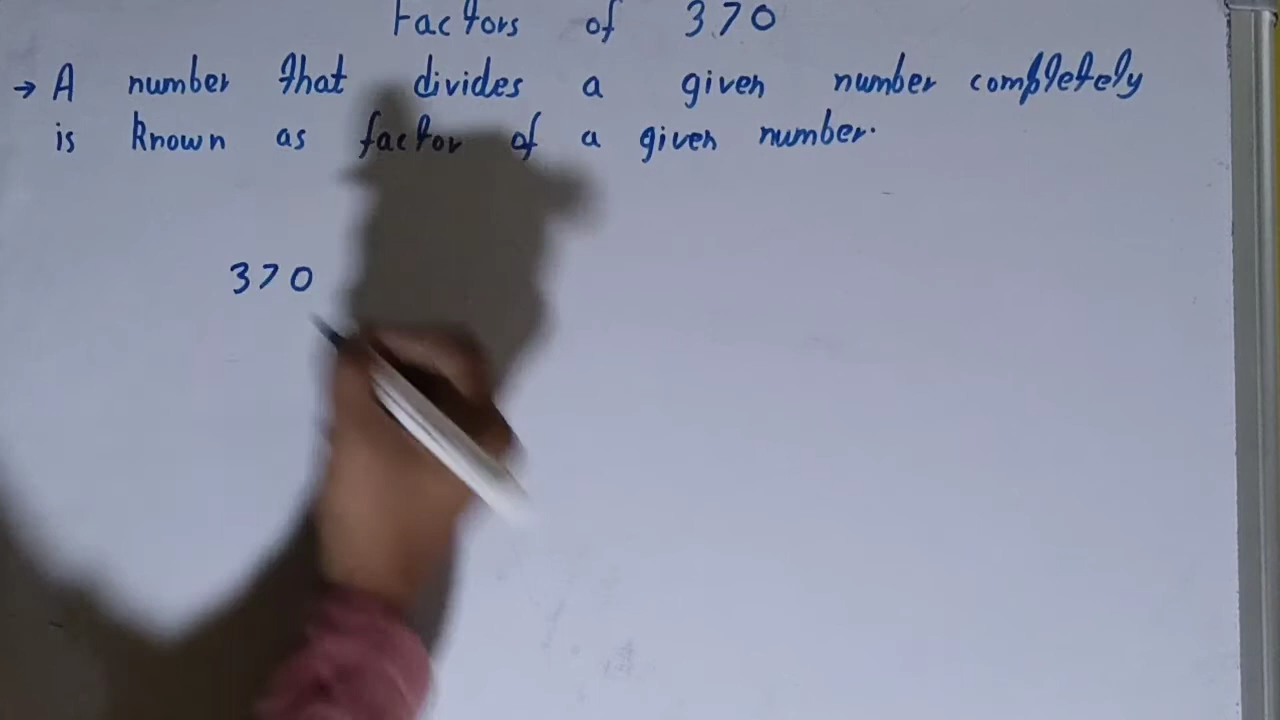 Factors of 370
→ A number that divides a given number completely
is known as factor of a given number.
370